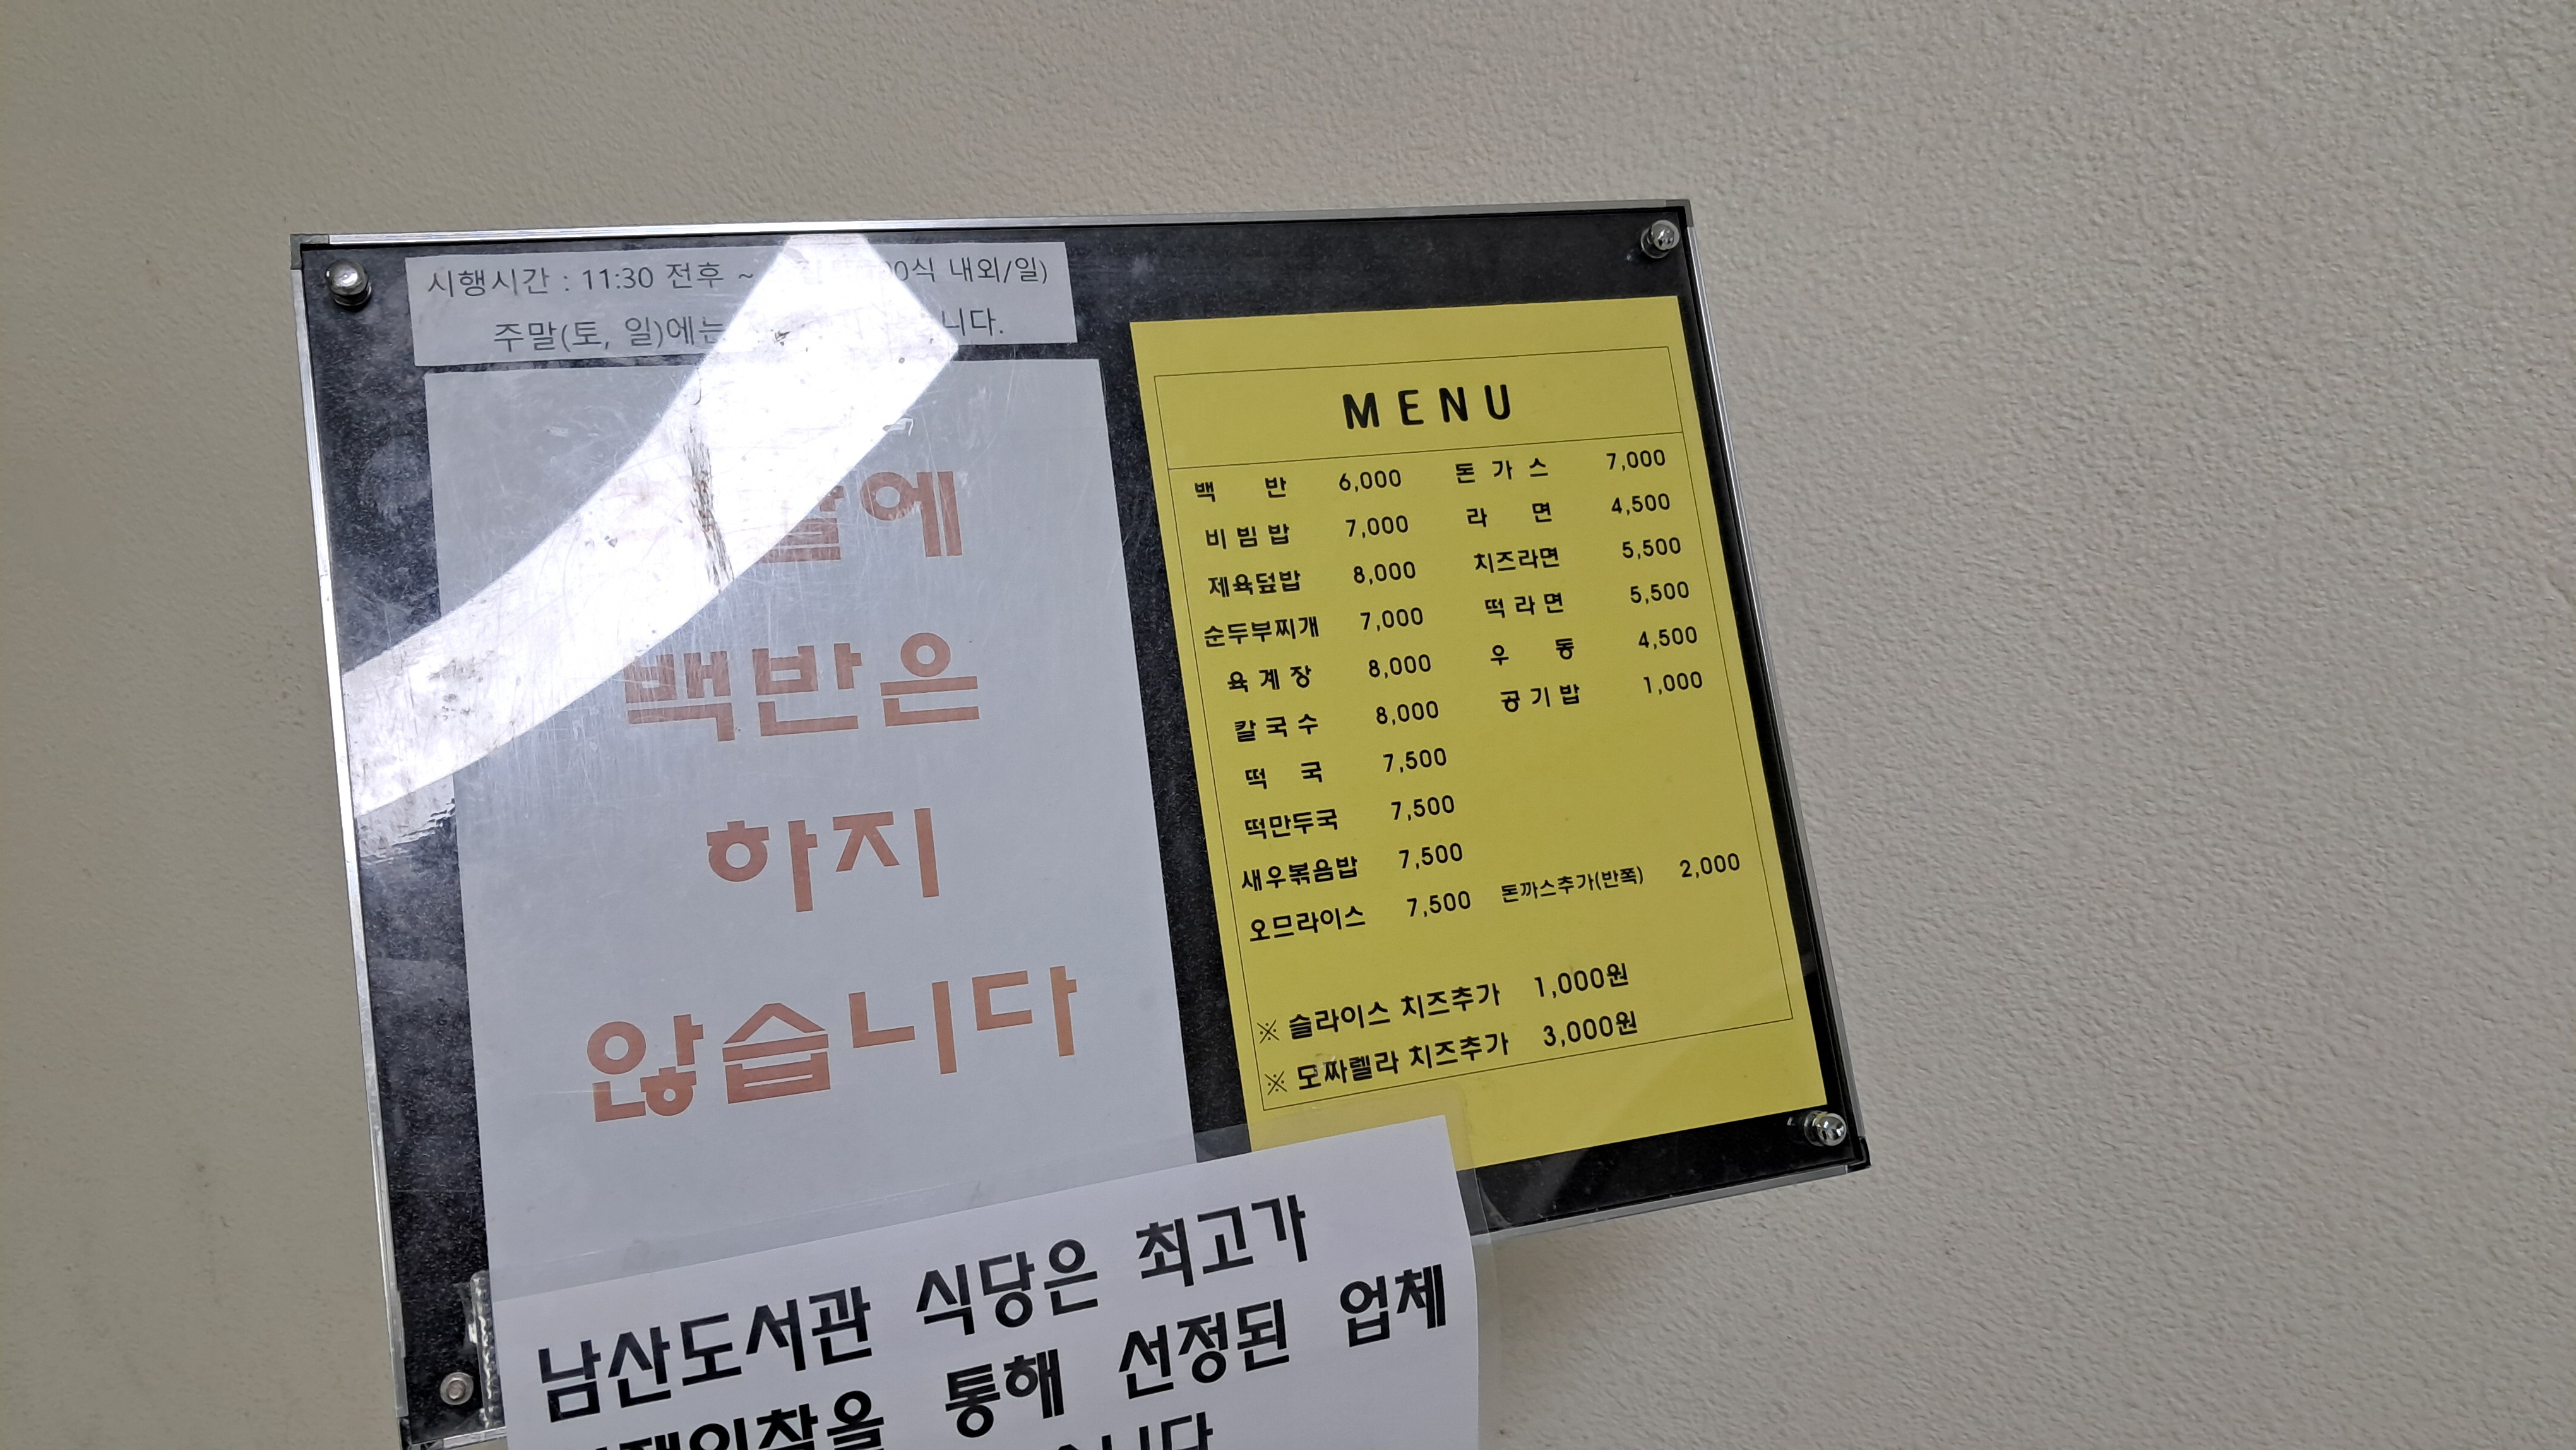 시행시간 : 11:30 전후 ~ 내외/일)
주말(토, 일)에는
백반은
하지
않습니다
MENU
백 반 6,000 돈 가 스 7,000
비 빔 밥 7,000 라 면 4,500
제육덮밥 8,000 치즈라면 5,500
순두부찌개 7,000 떡 라 면 5,500
육 계 장 8,000 우 동 4,500
칼 국 수 8,000 공 기 밥 1,000
떡 국 7,500
떡만두국 7,500
새우볶음밥 7,500
오므라이스 7,500 돈까스추가(반쪽) 2,000
※ 슬라이스 치즈추가 1,000원
※ 모짜렐라 치즈추가 3,000원
남산도서관 식당은 최고가
통해 선정된 업체